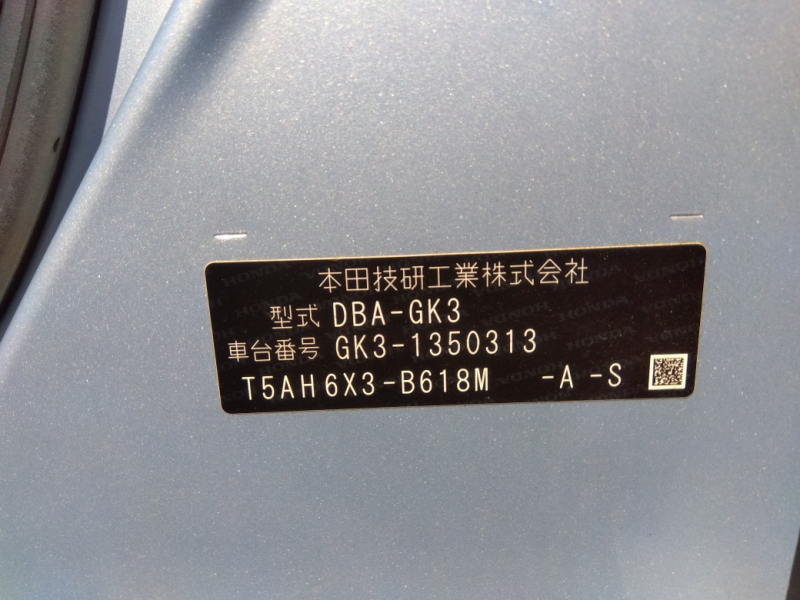 本田技研工業株式会社
型式 DBA-GK3
車台番号 GK3-1350313
T5AH6X3-B618M -A -S